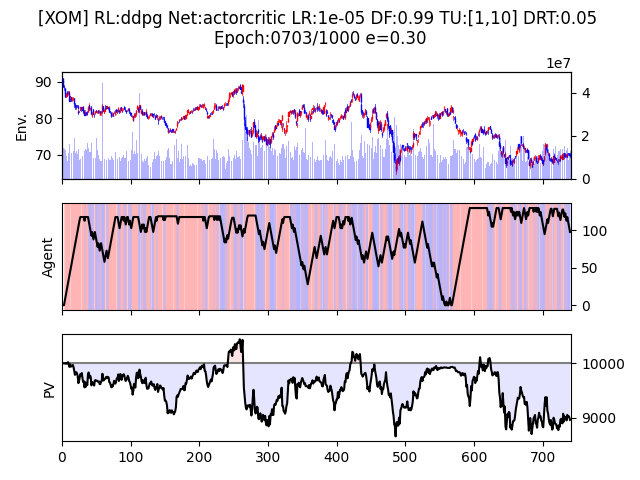 [XOM] RL:ddpg Net:actorcritic LR:1e-05 DF:0.99 TU:[1,10] DRT:0.05
Epoch:0703/1000 e=0.30
1e7
90
80
70
Env.
4
2
0
Agent
100
50
0
PV
10000
9000
0 100 200 300 400 500 600 700